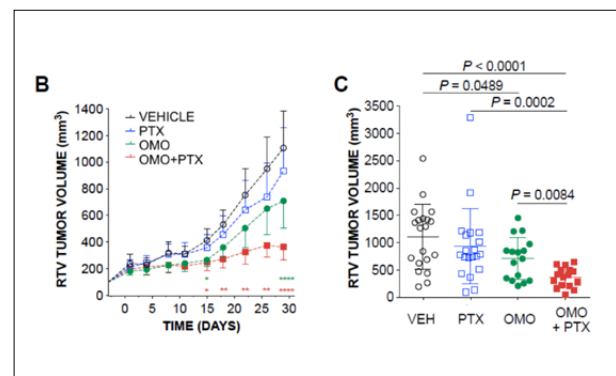 B
RTV TUMOR VOLUME (mm³)
1400
1200
1000
800
600
400
200
0
VEHICLE
PTX
OMO
OMO+PTX
* ****
* ** ** ** ****
0 5 10 15 20 25 30
TIME (DAYS)
C
P < 0.0001
P = 0.0489
P = 0.0002
P = 0.0084
RTV TUMOR VOLUME (mm³)
3500
3000
2500
2000
1500
1000
500
0
VEH PTX OMO OMO
+ PTX